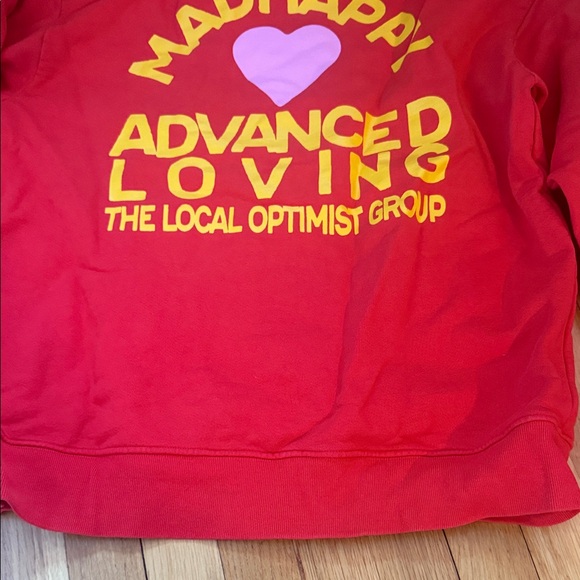 MADHAPPY
ADVANCED
LOVING
THE LOCAL OPTIMIST GROUP